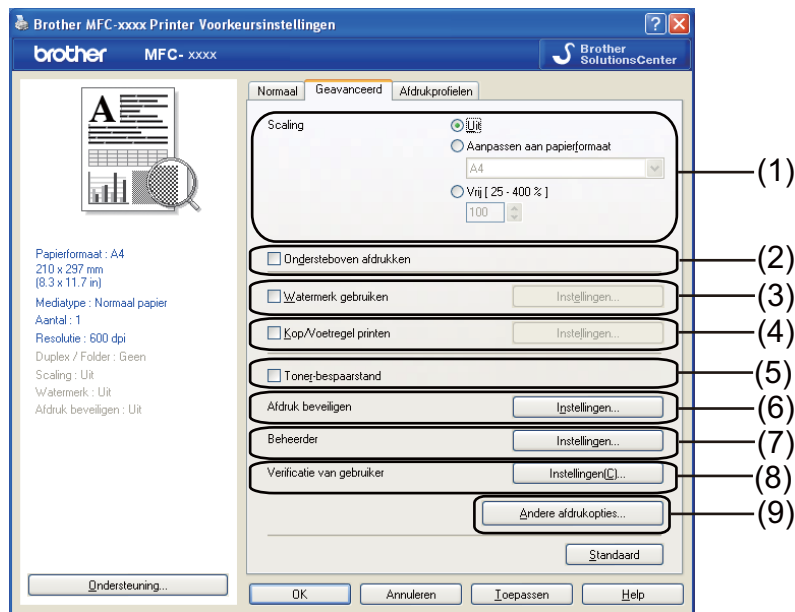 Brother MFC-xxxx Printer Voorkeursinstellingen
brother MFC- xxxx
Brother
SolutionsCenter
Normaal Geavanceerd Afdrukprofielen
A
Papierformaat : A4
210 x 297 mm
(8.3 x 11.7 in)
Mediatype : Normaal papier
Aantal : 1
Resolutie : 600 dpi
Duplex / Folder : Geen
Scaling : Uit
Watermerk : Uit
Afdruk beveiligen : Uit
Ondersteuning...
Scaling
Uit
Aanpassen aan papierformaat
A4
Vrij [ 25 - 400 % ]
100
(1)
Ondersteboven afdrukken
(2)
Watermerk gebruiken Instellingen...
(3)
Kop/Voetregel printen Instellingen...
(4)
Toner-bespaarstand
(5)
Afdruk beveiligen Instellingen...
(6)
Beheerder Instellingen...
(7)
Verificatie van gebruiker Instellingen(C)...
(8)
Andere afdrukopties...
(9)
Standaard
OK Annuleren Toepassen Help